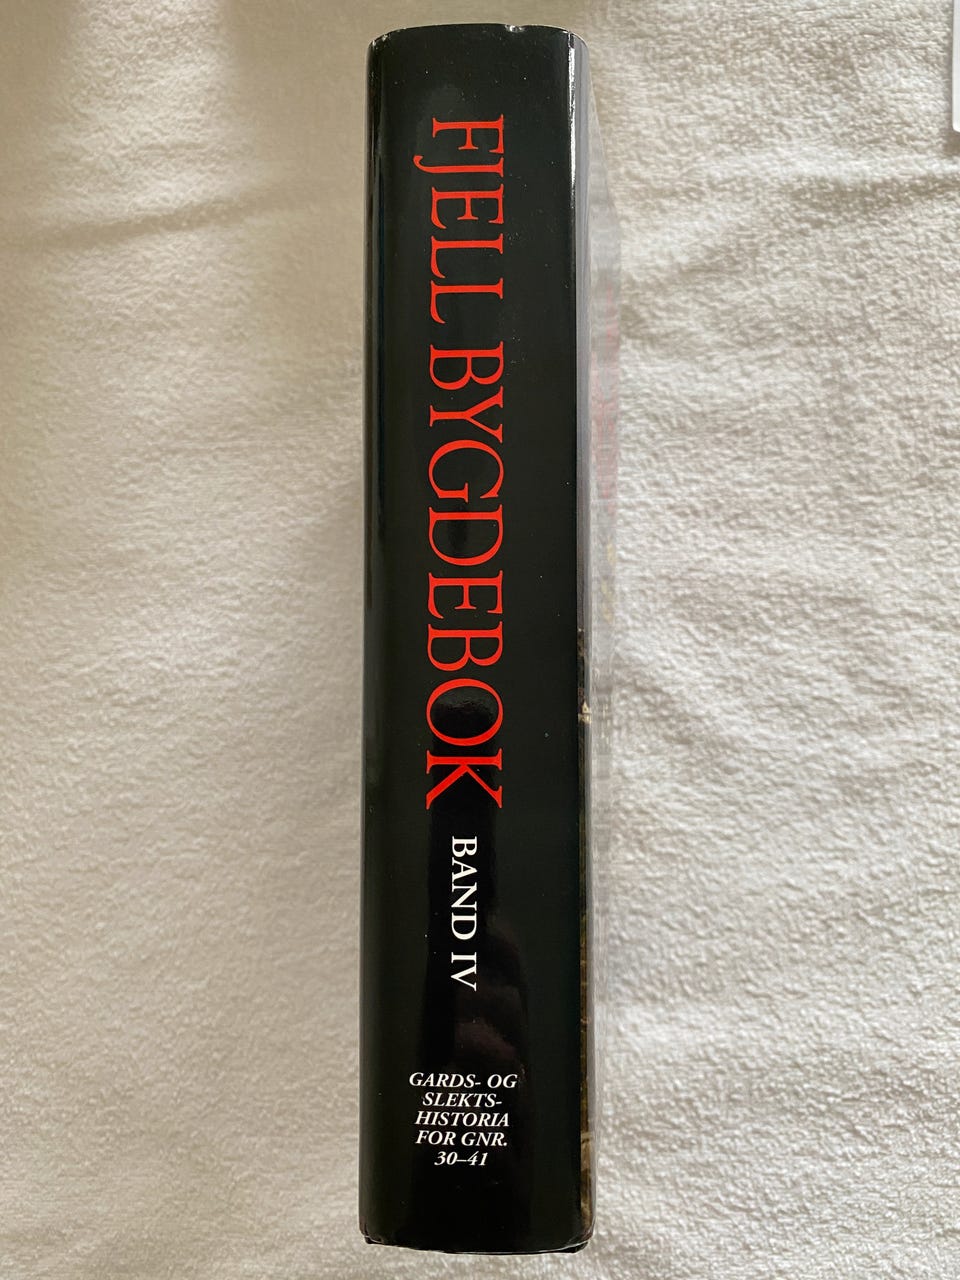 FJELL BYGDEBOK BAND IV
GARDS- OG
SLEKTS-
HISTORIA
FOR GNR.
30–41